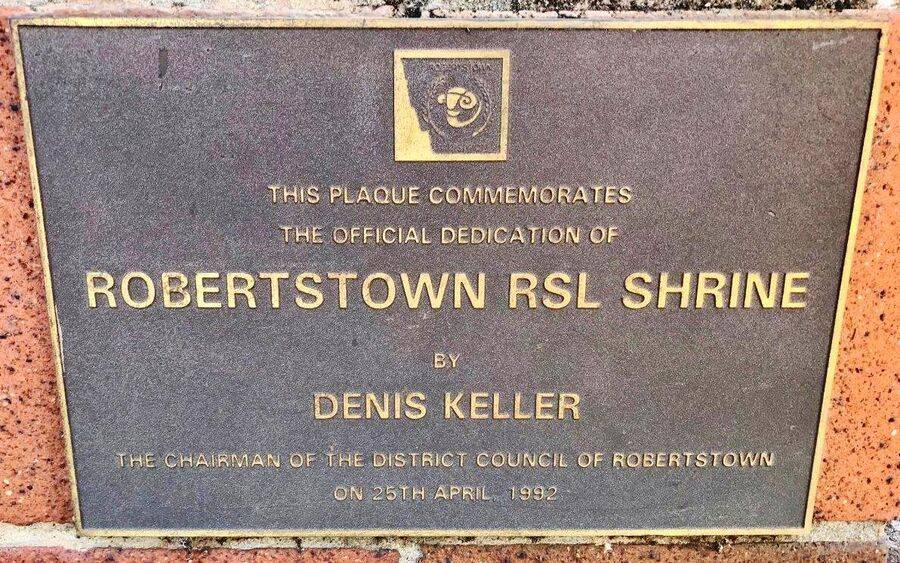 ROBERTSTOWN
THIS PLAQUE COMMEMORATES
THE OFFICIAL DEDICATION OF
ROBERTSTOWN RSL SHRINE
BY
DENIS KELLER
THE CHAIRMAN OF THE DISTRICT COUNCIL OF ROBERTSTOWN
ON 25TH APRIL, 1992